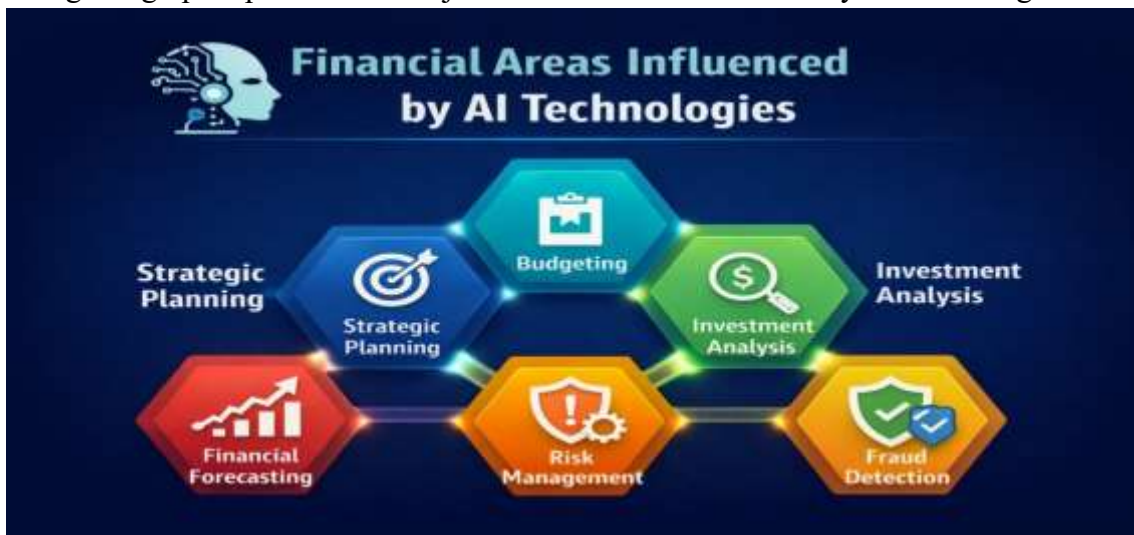 Financial Areas Influenced
by AI Technologies
Budgeting
Strategic
Planning
Strategic
Planning
Investment
Analysis
Investment
Analysis
Financial
Forecasting
Risk
Management
Fraud
Detection